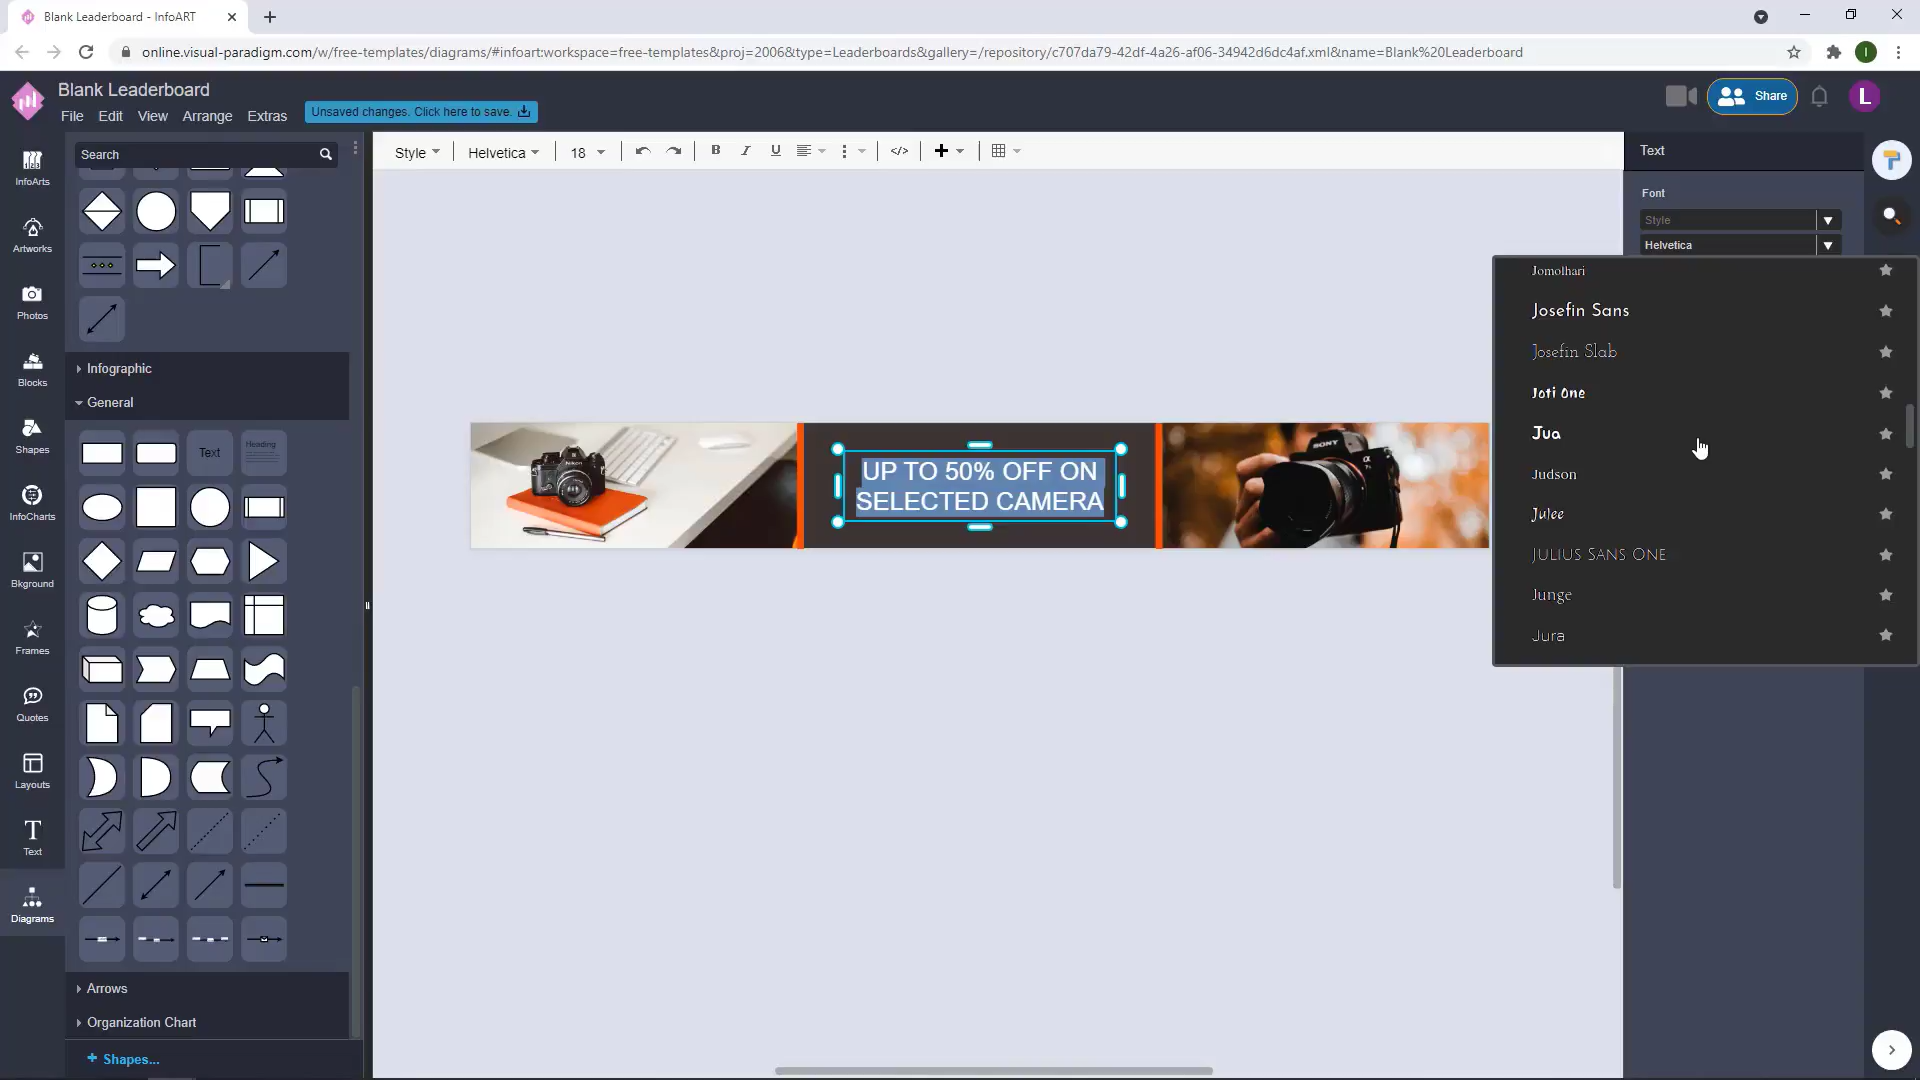 Blank Leaderboard - InfoART
online.visual-paradigm.com/w/free-templates/diagrams/#infoart:workspace=free-templates&proj=2006&type=Leaderboards&gallery=/repository/c707da79-42df-4a26-af06-34942d6dc4af.xml&name=Blank%20Leaderboard
I
Blank Leaderboard
File Edit View Arrange Extras
Unsaved changes. Click here to save.
Share
L
Search
Style Helvetica 18 B I U </>
Text
Font
Style
Helvetica
InfoArts
Artworks
Photos
Blocks
Shapes
InfoCharts
Bkground
Frames
Quotes
Layouts
Text
Diagrams
Infographic
General
Text
Heading
Arrows
Organization Chart
+ Shapes...
Nikon
UP TO 50% OFF ON
SELECTED CAMERA
SONY
Jomolhari
Josefin Sans
Josefin Slab
Joti One
Jua
Judson
Julee
JULIUS SANS ONE
Junge
Jura